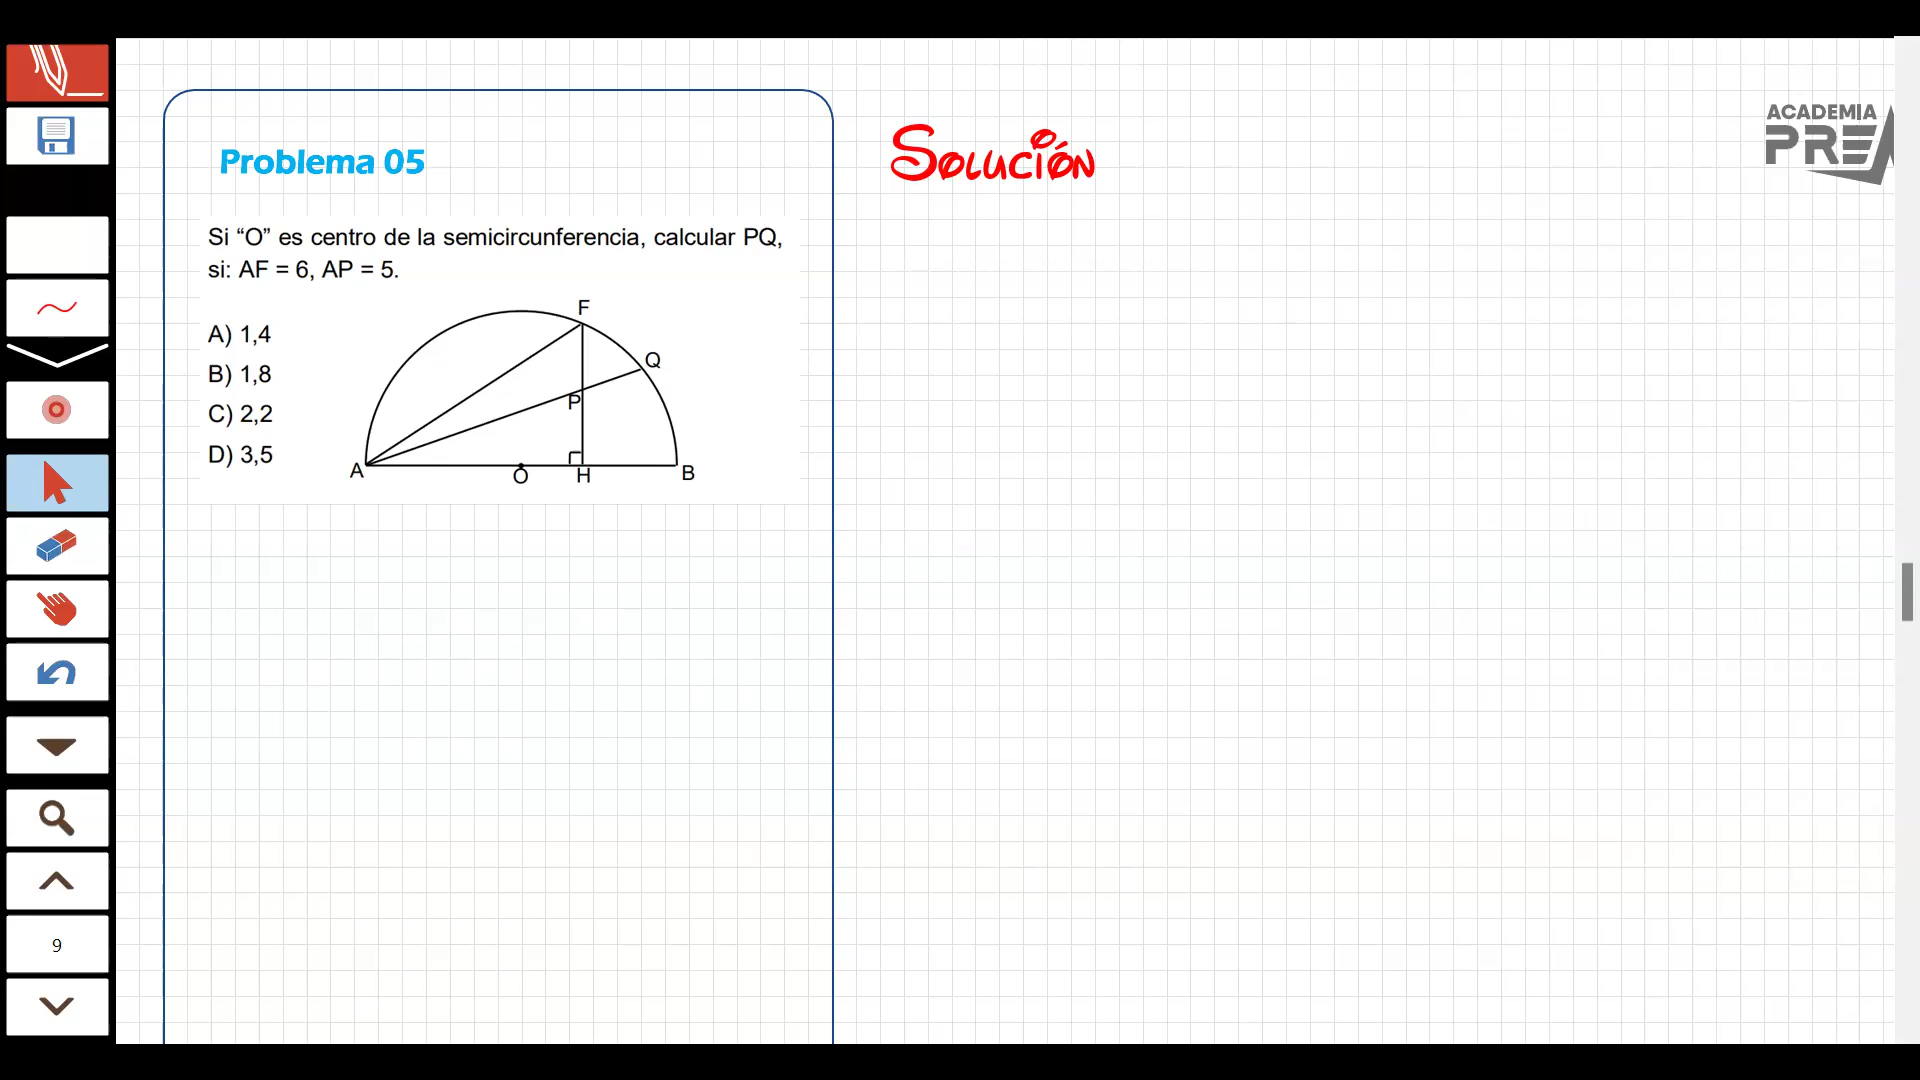 Problema 05
Si “O” es centro de la semicircunferencia, calcular PQ,
si: AF = 6, AP = 5.
A) 1,4
B) 1,8
C) 2,2
D) 3,5
F
Q
P
A
O
H
B
Solución
ACADEMIA
PRE
9